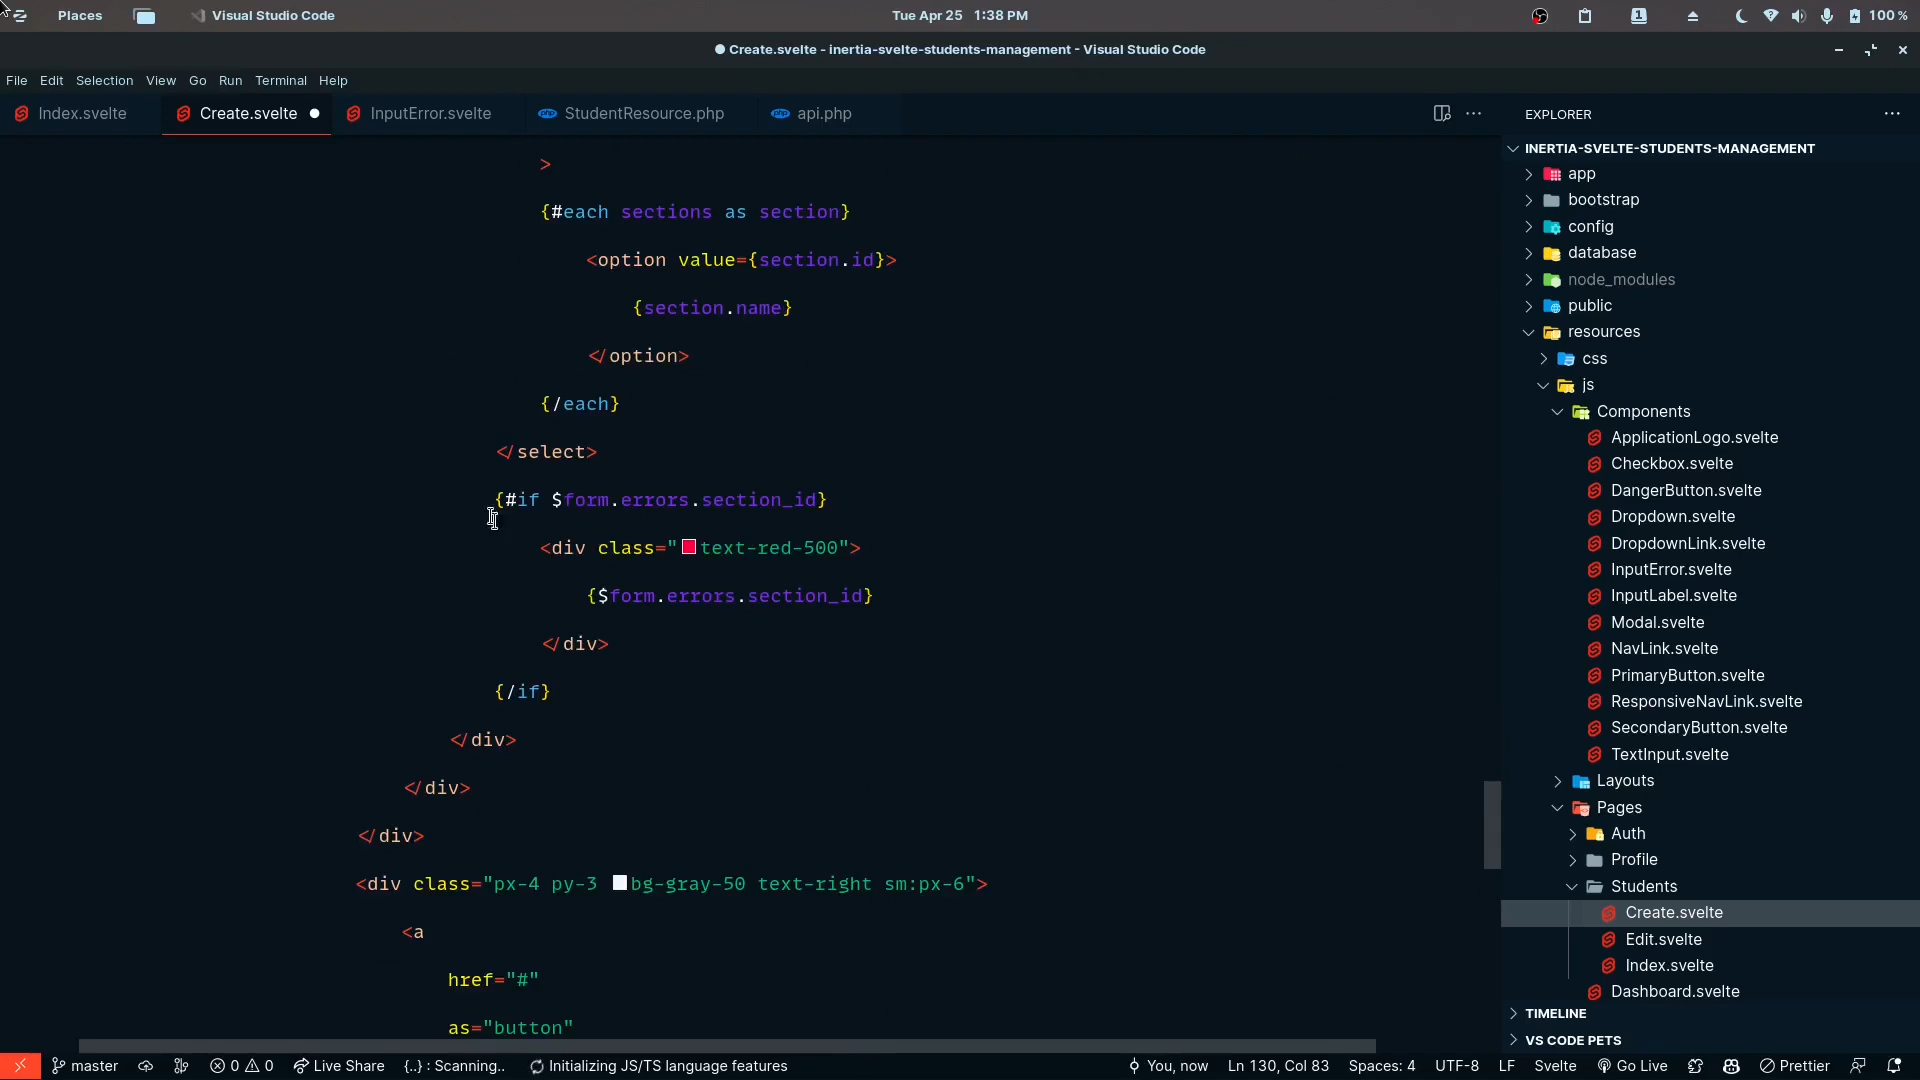 Places Visual Studio Code Tue Apr 25 1:38 PM 1 100 %
Create.svelte - inertia-svelte-students-management - Visual Studio Code
File Edit Selection View Go Run Terminal Help
Index.svelte Create.svelte InputError.svelte StudentResource.php api.php
>
{#each sections as section}
<option value={section.id}>
{section.name}
</option>
{/each}
</select>
{#if $form.errors.section_id}
<div class="text-red-500">
{$form.errors.section_id}
</div>
{/if}
</div>
</div>
</div>
<div class="px-4 py-3 bg-gray-50 text-right sm:px-6">
<a
href="#"
as="button"
EXPLORER
INERTIA-SVELTE-STUDENTS-MANAGEMENT
app
bootstrap
config
database
node_modules
public
resources
css
js
Components
ApplicationLogo.svelte
Checkbox.svelte
DangerButton.svelte
Dropdown.svelte
DropdownLink.svelte
InputError.svelte
InputLabel.svelte
Modal.svelte
NavLink.svelte
PrimaryButton.svelte
ResponsiveNavLink.svelte
SecondaryButton.svelte
TextInput.svelte
Layouts
Pages
Auth
Profile
Students
Create.svelte
Edit.svelte
Index.svelte
Dashboard.svelte
TIMELINE
VS CODE PETS
master 0 0 Live Share {..} : Scanning.. Initializing JS/TS language features You, now Ln 130, Col 83 Spaces: 4 UTF-8 LF Svelte Go Live Prettier